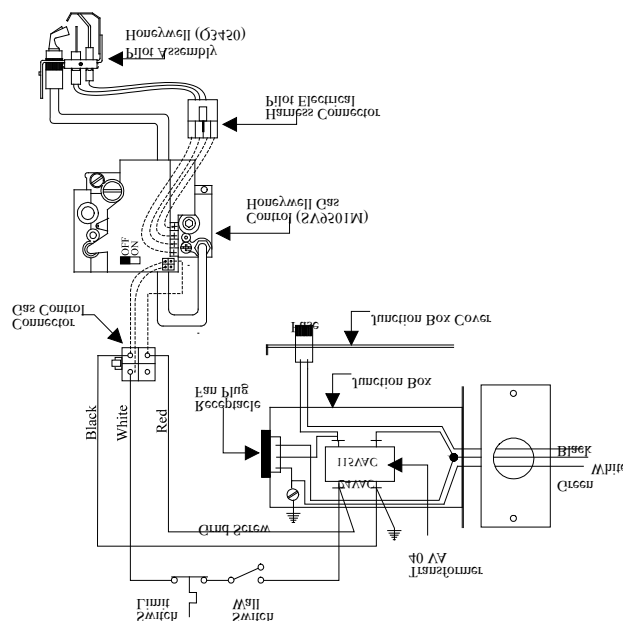 Honeywell (Q3450)
Pilot Assembly
Pilot Electrical
Harness Connector
Honeywell Gas
Control (SV9501M)
OFF
ON
Gas Control
Connector
Fuse
Junction Box Cover
Junction Box
Fan Plug
Receptacle
Black
White
Red
115VAC
24VAC
Black
White
Green
Grnd Screw
40 VA
Transformer
Limit
Switch
Wall
Switch